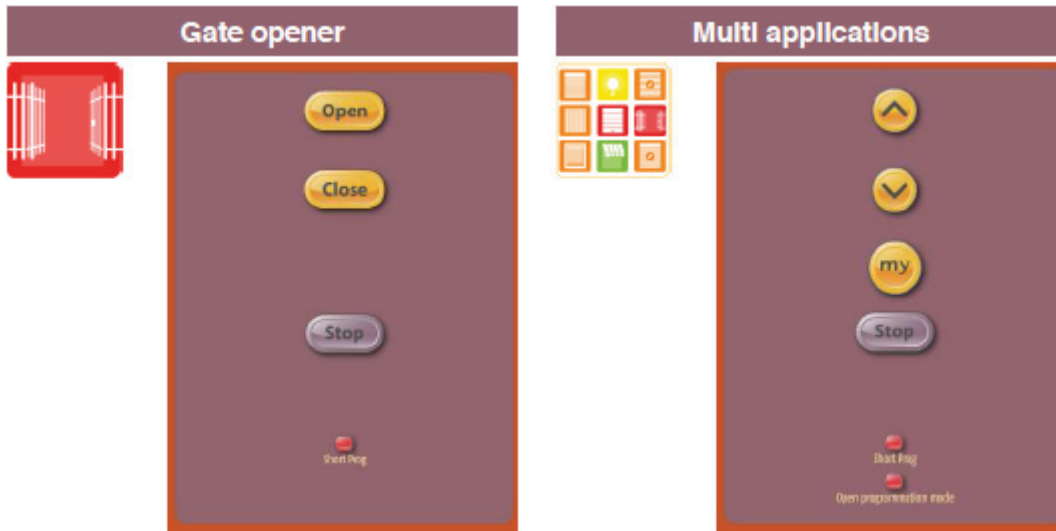 Gate opener
Open
Close
Stop
Short Prog
Multi applications
my
Stop
Short Prog
Open programmation mode